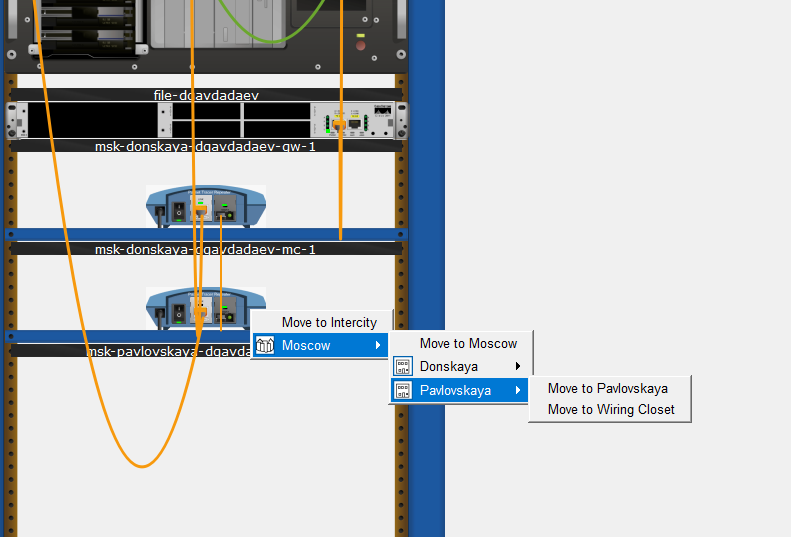 file-dgavdadaev
msk-donskaya-dgavdadaev-gw-1
msk-donskaya-dgavdadaev-mc-1
msk-pavlovskaya-dgavda
Move to Intercity
Moscow
Move to Moscow
Donskaya
Pavlovskaya
Move to Pavlovskaya
Move to Wiring Closet